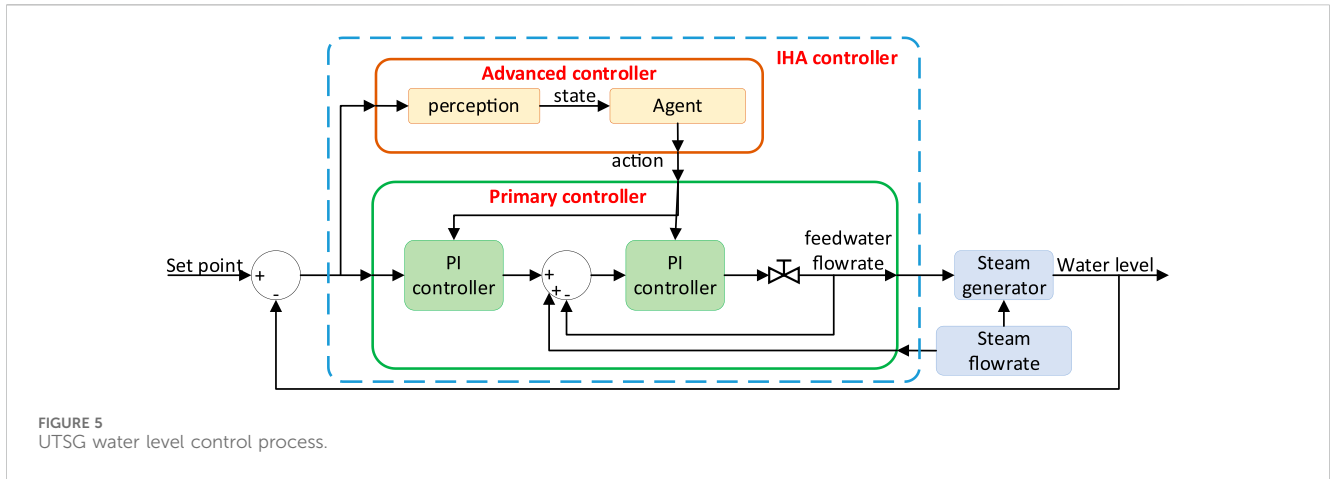 IHA controller
Advanced controller
perception
state
Agent
action
Primary controller
Set point
+
-
PI
controller
+
+
-
PI
controller
feedwater
flowrate
Steam
generator
Water level
Steam
flowrate
FIGURE 5
UTSG water level control process.